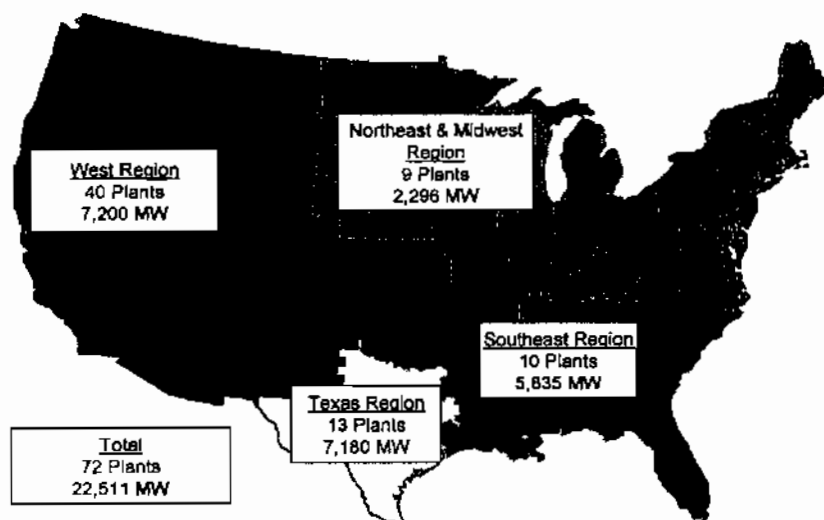 Northeast & Midwest
Region
9 Plants
2,296 MW
West Region
40 Plants
7,200 MW
Southeast Region
10 Plants
5,835 MW
Texas Region
13 Plants
7,180 MW
Total
72 Plants
22,511 MW